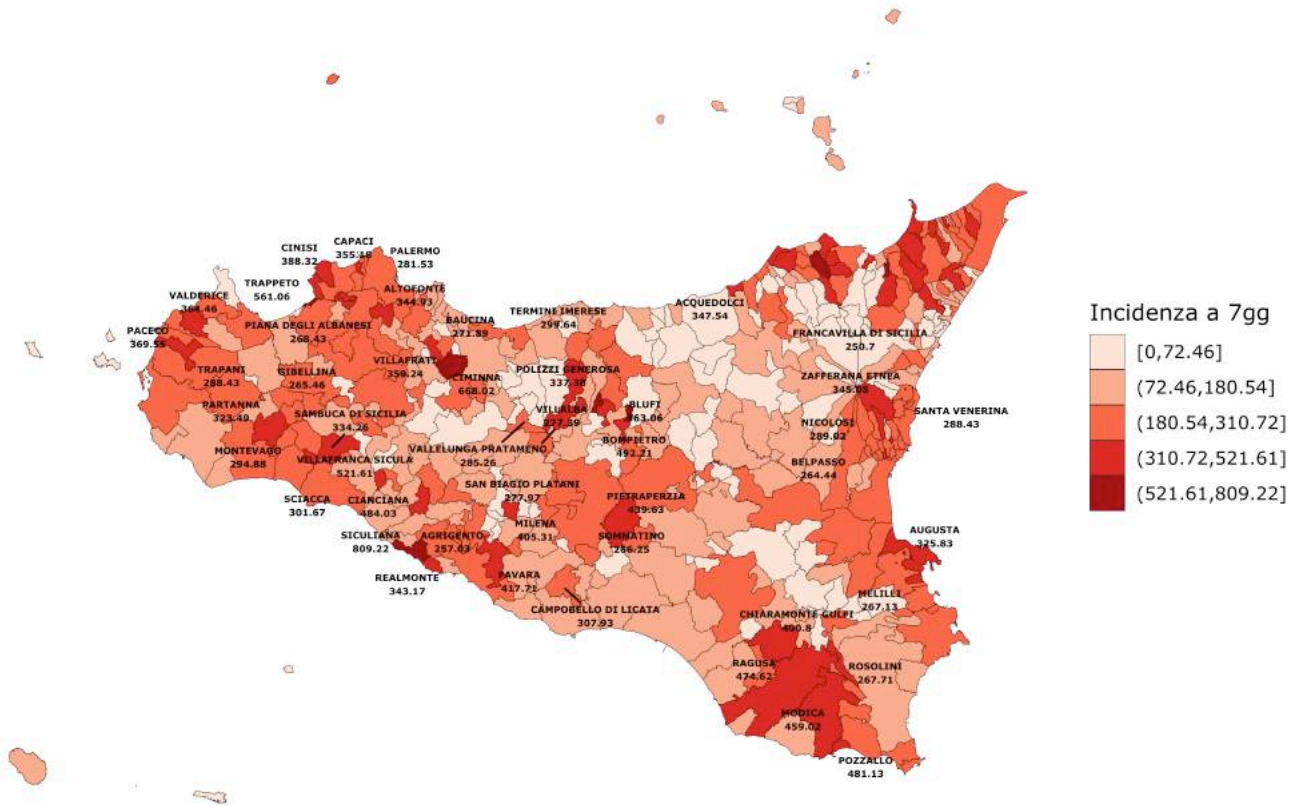 CINISI
388.32
CAPACI
355.18
PALERMO
281.53
TRAPPETO
561.06
ALTOFONTE
344.93
VALDERICE
364.46
PIANA DEGLI ALBANESI
268.43
BAUCINA
271.89
TERMINI IMERESE
299.64
ACQUEDOLCI
347.54
PACECO
369.55
FRANCAVILLA DI SICILIA
250.7
TRAPANI
288.43
GIBELLINA
265.46
VILLAFRATI
359.24
CIMINNA
668.02
POLIZZI GENEROSA
337.38
ZAFFERANA ETNEA
345.05
PARTANNA
323.49
SAMBUCA DI SICILIA
334.26
VILLALBA
277.39
BLUFI
SANTA VENERINA
288.43
NICOLOSI
289.02
MONTEVAGO
294.88
VILLAFRANCA SICULA
521.61
VALLELUNGA PRATAMENO
285.26
BOMPIETRO
492.21
BELPASSO
264.44
SCIACCA
301.67
CIANCIANA
484.03
SAN BIAGIO PLATANI
277.97
PIETRAPERZIA
439.63
SICULIANA
809.22
AGRIGENTO
257.03
MILENA
405.31
SOMMATINO
266.25
AUGUSTA
325.83
REALMONTE
343.17
FAVARA
417.71
CAMPOBELLO DI LICATA
307.93
MELILLI
267.13
CHIARAMONTE GULFI
400.8
RAGUSA
474.62
ROSOLINI
267.71
MODICA
459.02
POZZALLO
481.13
Incidenza a 7gg
[0,72.46]
(72.46,180.54]
(180.54,310.72]
(310.72,521.61]
(521.61,809.22]